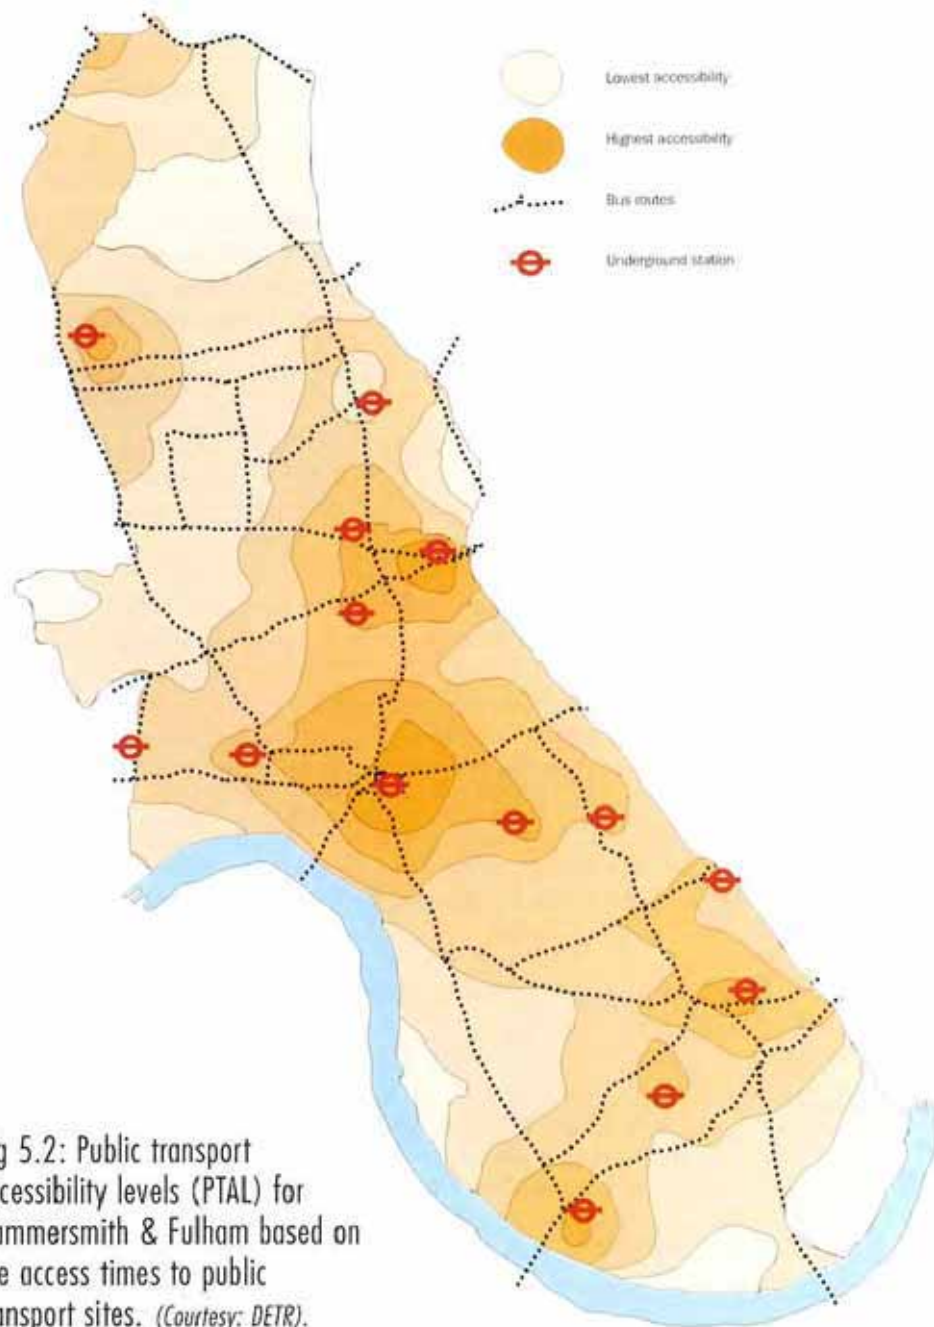 Lowest accessibility
Highest accessibility
Bus routes
Underground station
g 5.2: Public transport
cessibility levels (PTAL) for
ammersmith & Fulham based on
e access times to public
ansport sites. (Courtesy: DETR).